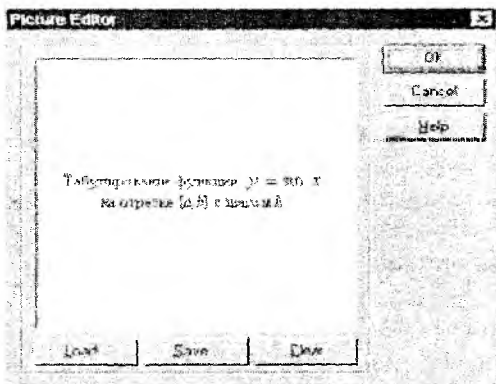 Picture Editor
OK
Cancel
Help
Табулирование функции y = sin x
на отрезке [a,b] с шагом h
Load
Save
Clear